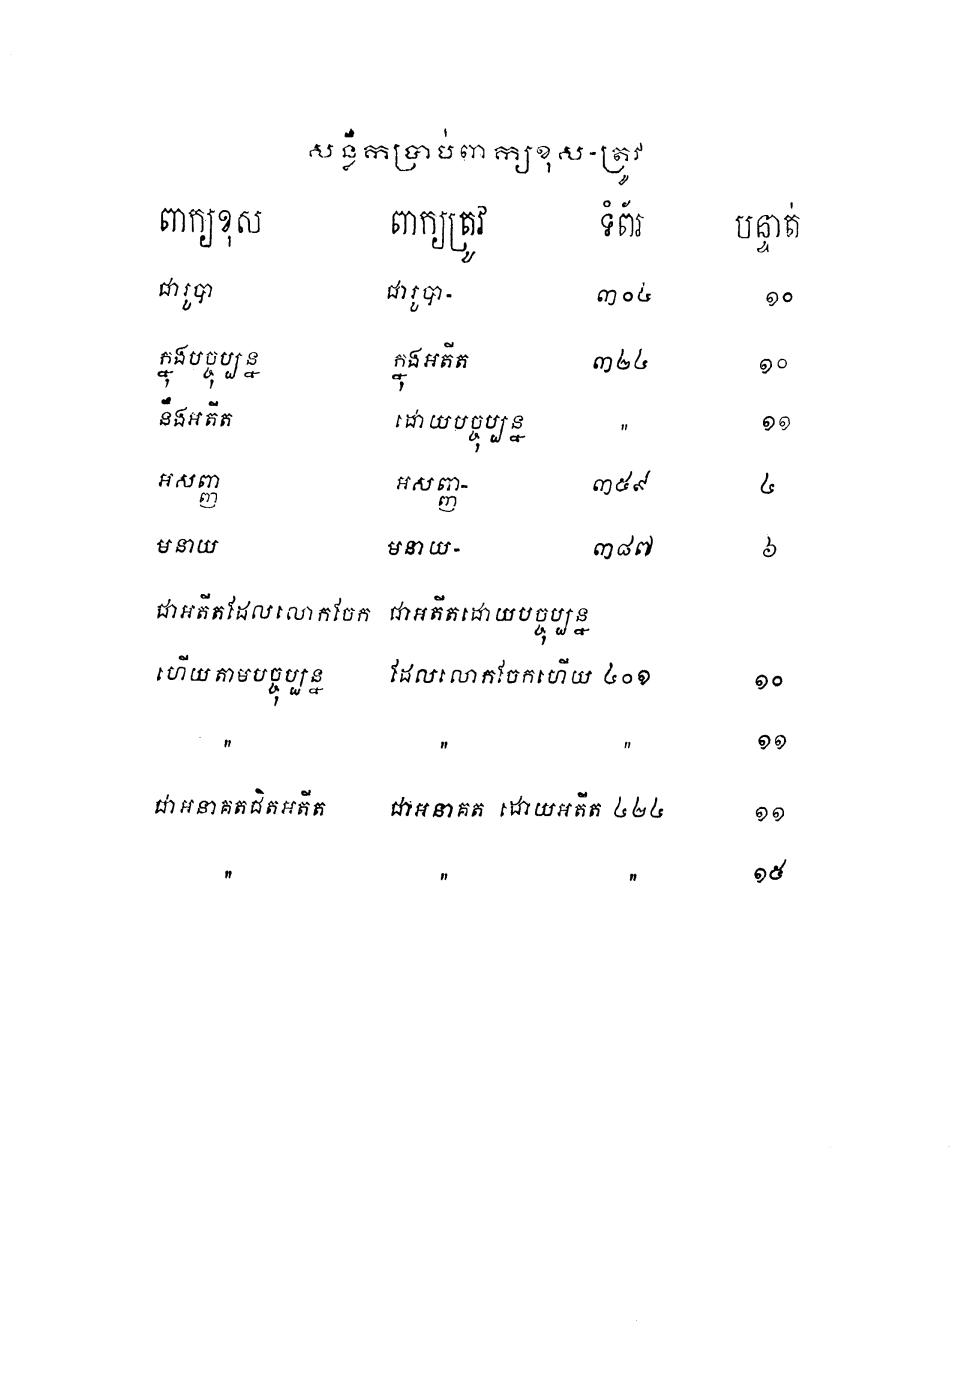 សន្លឹកប្រាប់ពាក្យខុស-ត្រូវ
ពាក្យខុស ពាក្យត្រូវ ទំព័រ បន្ទាត់
ជារូបា ជារូបា- ៣០៤ ១០
ក្នុងបច្ចុប្បន្ន ក្នុងអតីត ៣២៤ ១០
នឹងអតីត ដោយបច្ចុប្បន្ន " ១១
អសញ្ញ អសញ្ញា- ៣៥៩ ៤
មនាយ មនាយ- ៣៨៧ ៦
ជាអតីតដែលលោកចែក ជាអតីតដោយបច្ចុប្បន្ន
ហើយតាមបច្ចុប្បន្ន ដែលលោកចែកហើយ ៤០១ ១០
" " " ១១
ជាអនាគតជិតអតីត ជាអនាគត ដោយអតីត ៤២៤ ១១
" " " ១៥